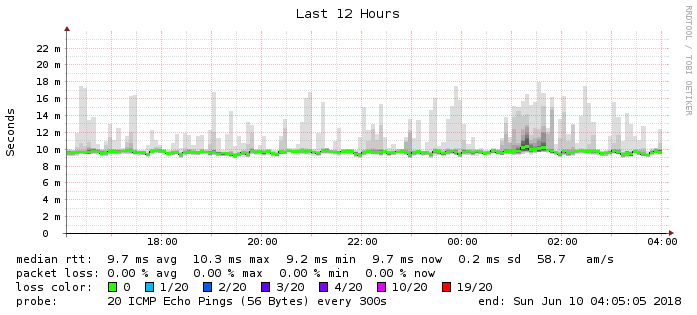 Last 12 Hours
RRDTOOL / TOBI OETIKER
Seconds
22 m
20 m
18 m
16 m
14 m
12 m
10 m
8 m
6 m
4 m
2 m
0
18:00 20:00 22:00 00:00 02:00 04:00
median rtt: 9.7 ms avg 10.3 ms max 9.2 ms min 9.7 ms now 0.2 ms sd 58.7 am/s
packet loss: 0.00 % avg 0.00 % max 0.00 % min 0.00 % now
loss color: 0 1/20 2/20 3/20 4/20 10/20 19/20
probe: 20 ICMP Echo Pings (56 Bytes) every 300s end: Sun Jun 10 04:05:05 2018